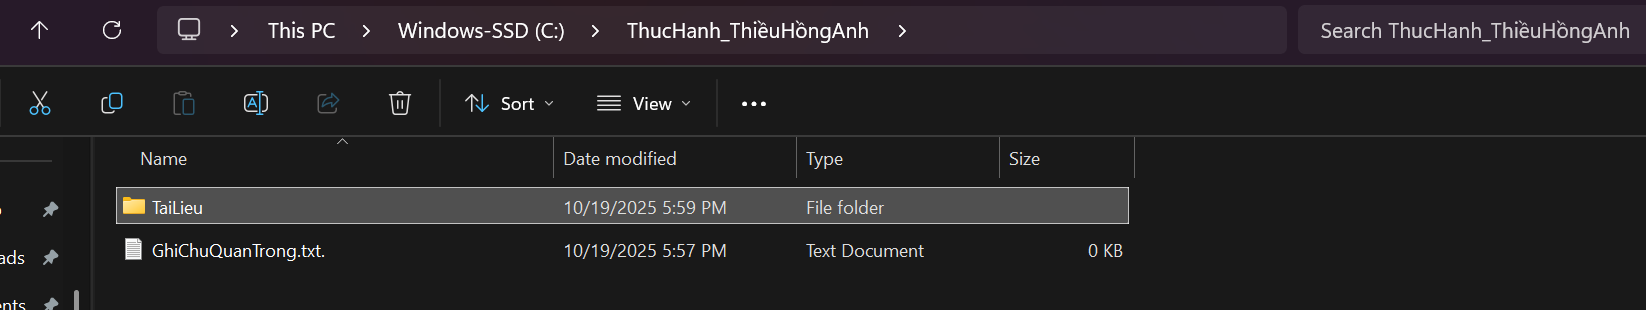 This PC > Windows-SSD (C:) > ThucHanh_ThiềuHồngAnh >
Search ThucHanh_ThiềuHồngAnh
Sort
View
Name
Date modified
Type
Size
TaiLieu 10/19/2025 5:59 PM File folder
ads
GhiChuQuanTrong.txt. 10/19/2025 5:57 PM Text Document 0 KB
ents